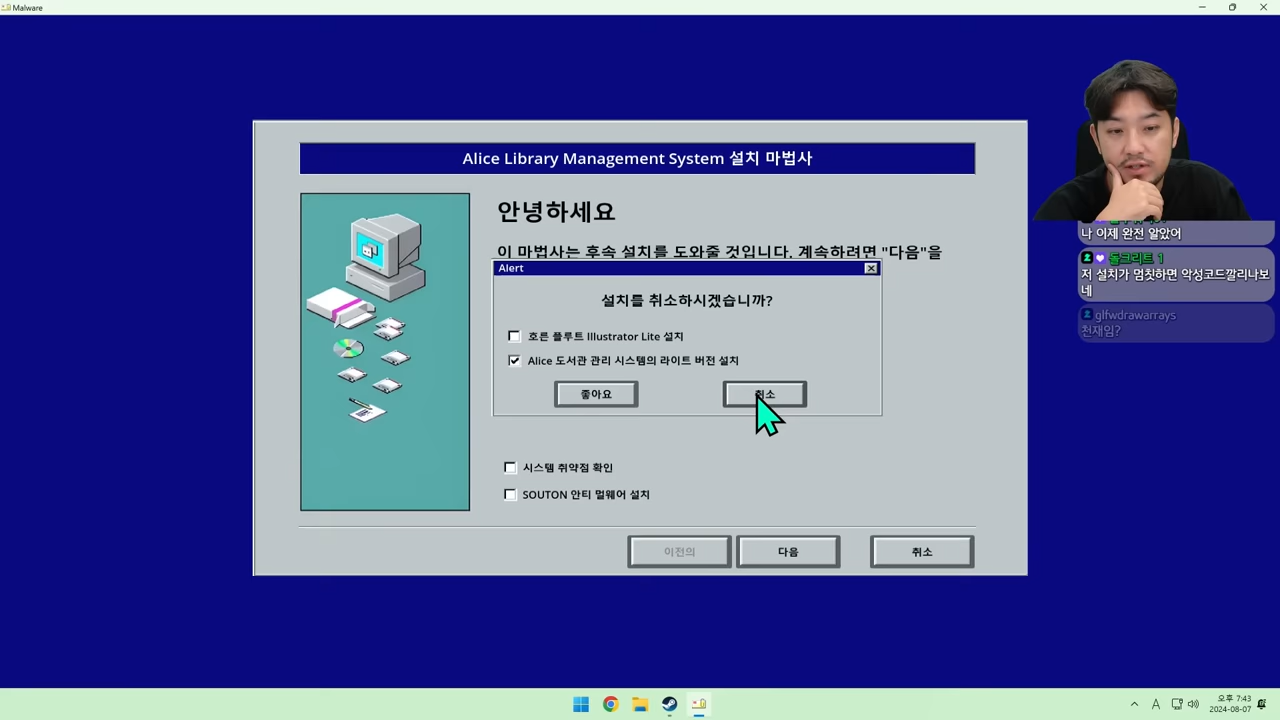 Malware
Alice Library Management System 설치 마법사
안녕하세요
이 마법사는 후속 설치를 도와줄 것입니다. 계속하려면 "다음"을
Alert
설치를 취소하시겠습니까?
호른 플루트 Illustrator Lite 설치
Alice 도서관 관리 시스템의 라이트 버전 설치
좋아요
취소
시스템 취약점 확인
SOUTON 안티 멀웨어 설치
이전의
다음
취소
나 이제 완전 알았어
돌크리트 1
저 설치가 멈칫하면 악성코드깔리나보
네
glfwdrawarrays
천재임?
A
오후 7:43
2024-08-07